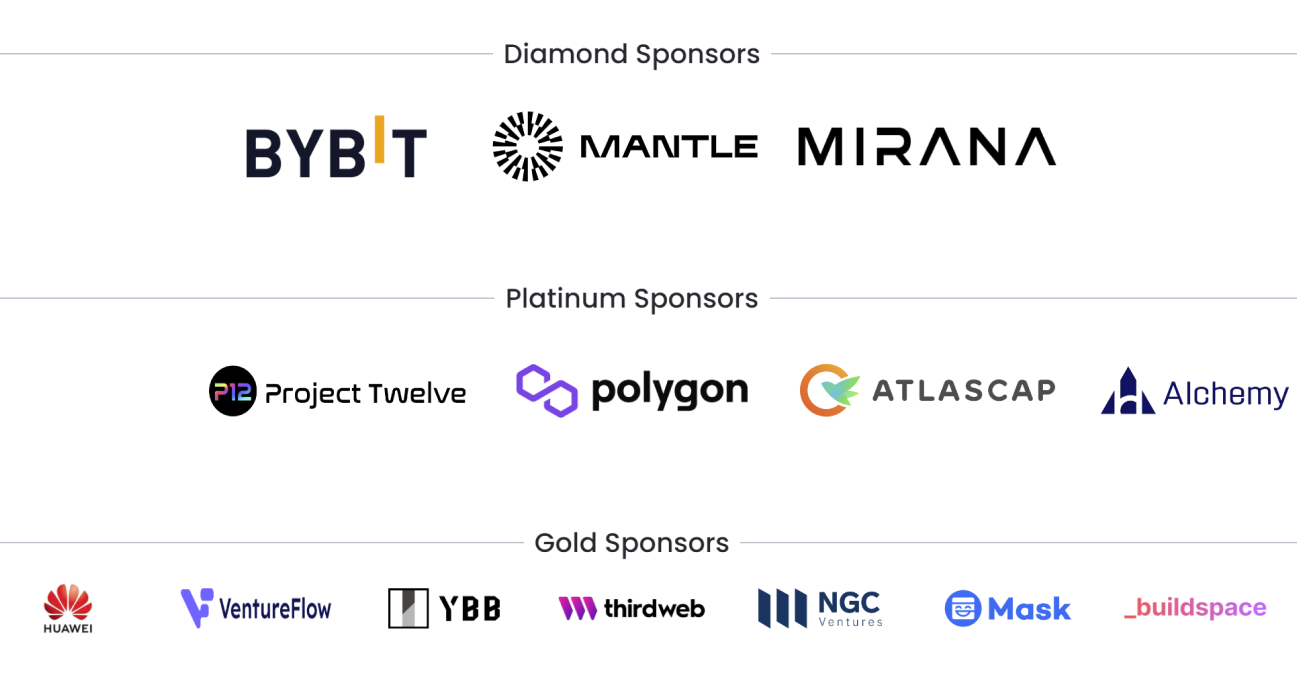 Diamond Sponsors
BYBIT MANTLE MIRANA
Platinum Sponsors
P12 Project Twelve polygon ATLASCAP Alchemy
Gold Sponsors
HUAWEI VentureFlow YBB thirdweb NGC Ventures Mask _buildspace